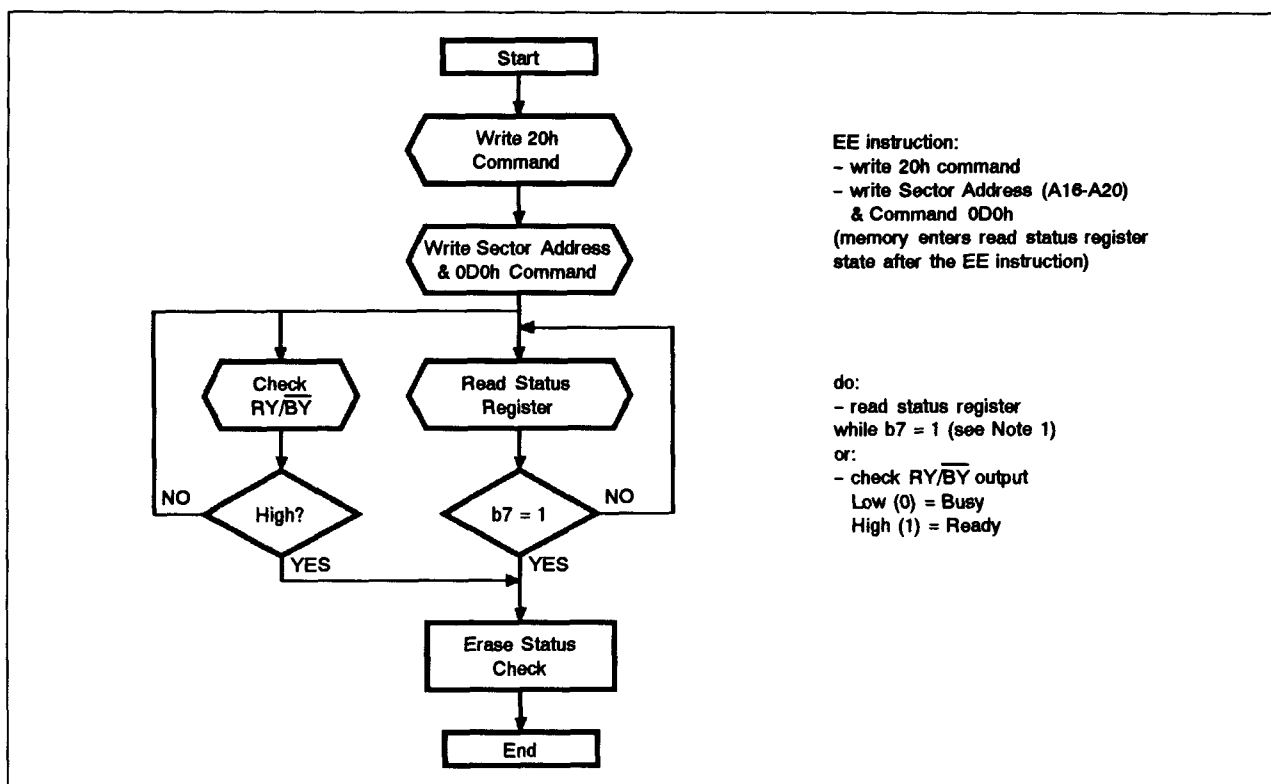 Start
Write 20h
Command
Write Sector Address
& 0D0h Command
Check
RY/B̅Y̅
Read Status
Register
NO
High?
YES
b7 = 1
NO
YES
Erase Status
Check
End
EE instruction:
– write 20h command
– write Sector Address (A16-A20)
& Command 0D0h
(memory enters read status register
state after the EE instruction)
do:
– read status register
while b7 = 1 (see Note 1)
or:
– check RY/B̅Y̅ output
Low (0) = Busy
High (1) = Ready